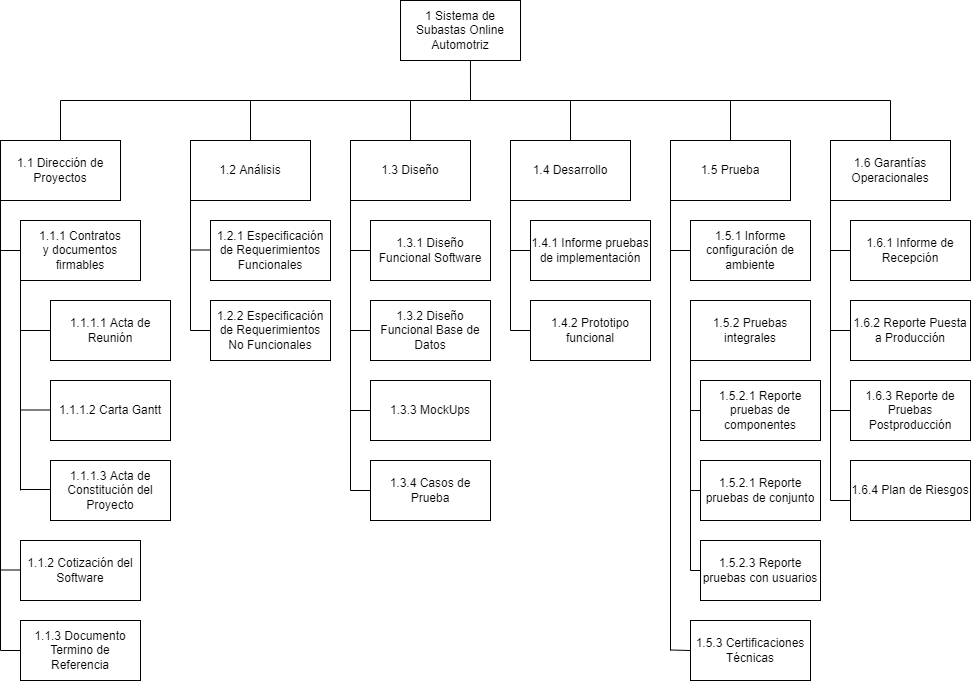 1 Sistema de
Subastas Online
Automotriz
1.1 Dirección de
Proyectos
1.1.1 Contratos
y documentos
firmables
1.1.1.1 Acta de
Reunión
1.1.1.2 Carta Gantt
1.1.1.3 Acta de
Constitución del
Proyecto
1.1.2 Cotización del
Software
1.1.3 Documento
Termino de
Referencia
1.2 Análisis
1.2.1 Especificación
de Requerimientos
Funcionales
1.2.2 Especificación
de Requerimientos
No Funcionales
1.3 Diseño
1.3.1 Diseño
Funcional Software
1.3.2 Diseño
Funcional Base de
Datos
1.3.3 MockUps
1.3.4 Casos de
Prueba
1.4 Desarrollo
1.4.1 Informe pruebas
de implementación
1.4.2 Prototipo
funcional
1.5 Prueba
1.5.1 Informe
configuración de
ambiente
1.5.2 Pruebas
integrales
1.5.2.1 Reporte
pruebas de
componentes
1.5.2.1 Reporte
pruebas de conjunto
1.5.2.3 Reporte
pruebas con usuarios
1.5.3 Certificaciones
Técnicas
1.6 Garantías
Operacionales
1.6.1 Informe de
Recepción
1.6.2 Reporte Puesta
a Producción
1.6.3 Reporte de
Pruebas
Postproducción
1.6.4 Plan de Riesgos